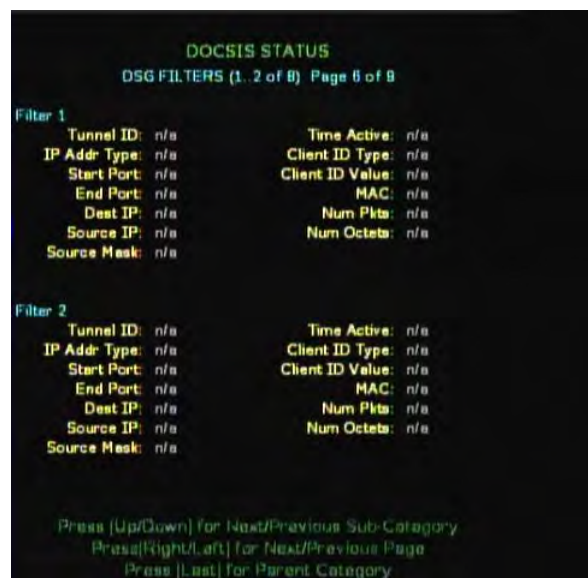 DOCSIS STATUS
DSG FILTERS (1..2 of 8) Page 6 of 9
Filter 1
Tunnel ID: n/a Time Active: n/a
IP Addr Type: n/a Client ID Type: n/a
Start Port: n/a Client ID Value: n/a
End Port: n/a MAC: n/a
Dest IP: n/a Num Pkts: n/a
Source IP: n/a Num Octets: n/a
Source Mask: n/a
Filter 2
Tunnel ID: n/a Time Active: n/a
IP Addr Type: n/a Client ID Type: n/a
Start Port: n/a Client ID Value: n/a
End Port: n/a MAC: n/a
Dest IP: n/a Num Pkts: n/a
Source IP: n/a Num Octets: n/a
Source Mask: n/a
Press [Up/Down] for Next/Previous Sub-Category
Press[Right/Left] for Next/Previous Page
Press [Last] for Parent Category